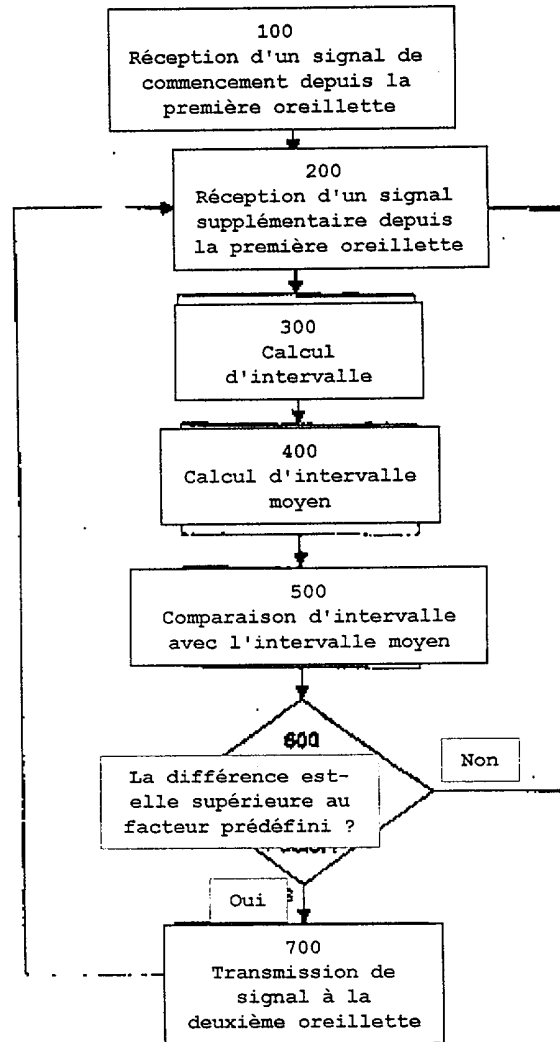 100
Réception d'un signal de
commencement depuis la
première oreillette
200
Réception d'un signal
supplémentaire depuis
la première oreillette
300
Calcul
d'intervalle
400
Calcul d'intervalle
moyen
500
Comparaison d'intervalle
avec l'intervalle moyen
600
La différence est-
elle supérieure au
facteur prédéfini ?
Non
Oui
700
Transmission de
signal à la
deuxième oreillette